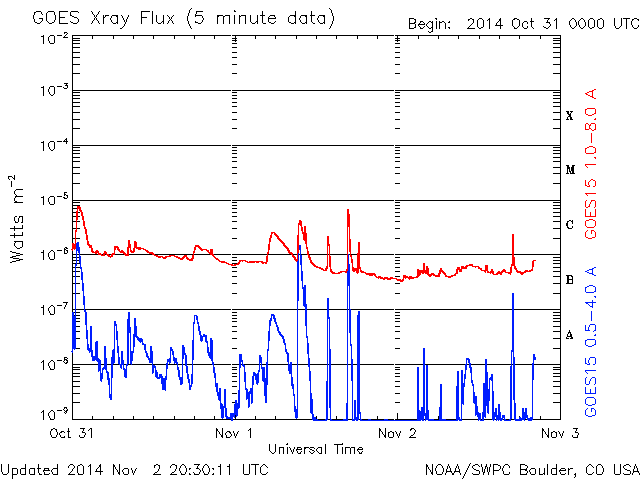 GOES Xray Flux (5 minute data)
Begin: 2014 Oct 31 0000 UTC
10⁻²
10⁻³
10⁻⁴
10⁻⁵
10⁻⁶
10⁻⁷
10⁻⁸
10⁻⁹
Watts m⁻²
X
M
C
B
A
GOES15 1.0-8.0 A
GOES15 0.5-4.0 A
Oct 31
Nov 1
Nov 2
Nov 3
Universal Time
Updated 2014 Nov 2 20:30:11 UTC
NOAA/SWPC Boulder, CO USA